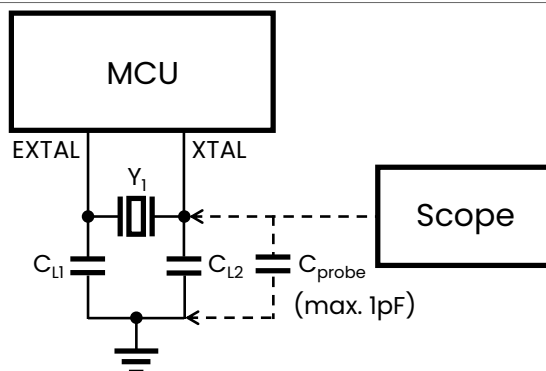 MCU
EXTAL
XTAL
Y1
Scope
CL1
CL2
Cprobe
(max. 1pF)